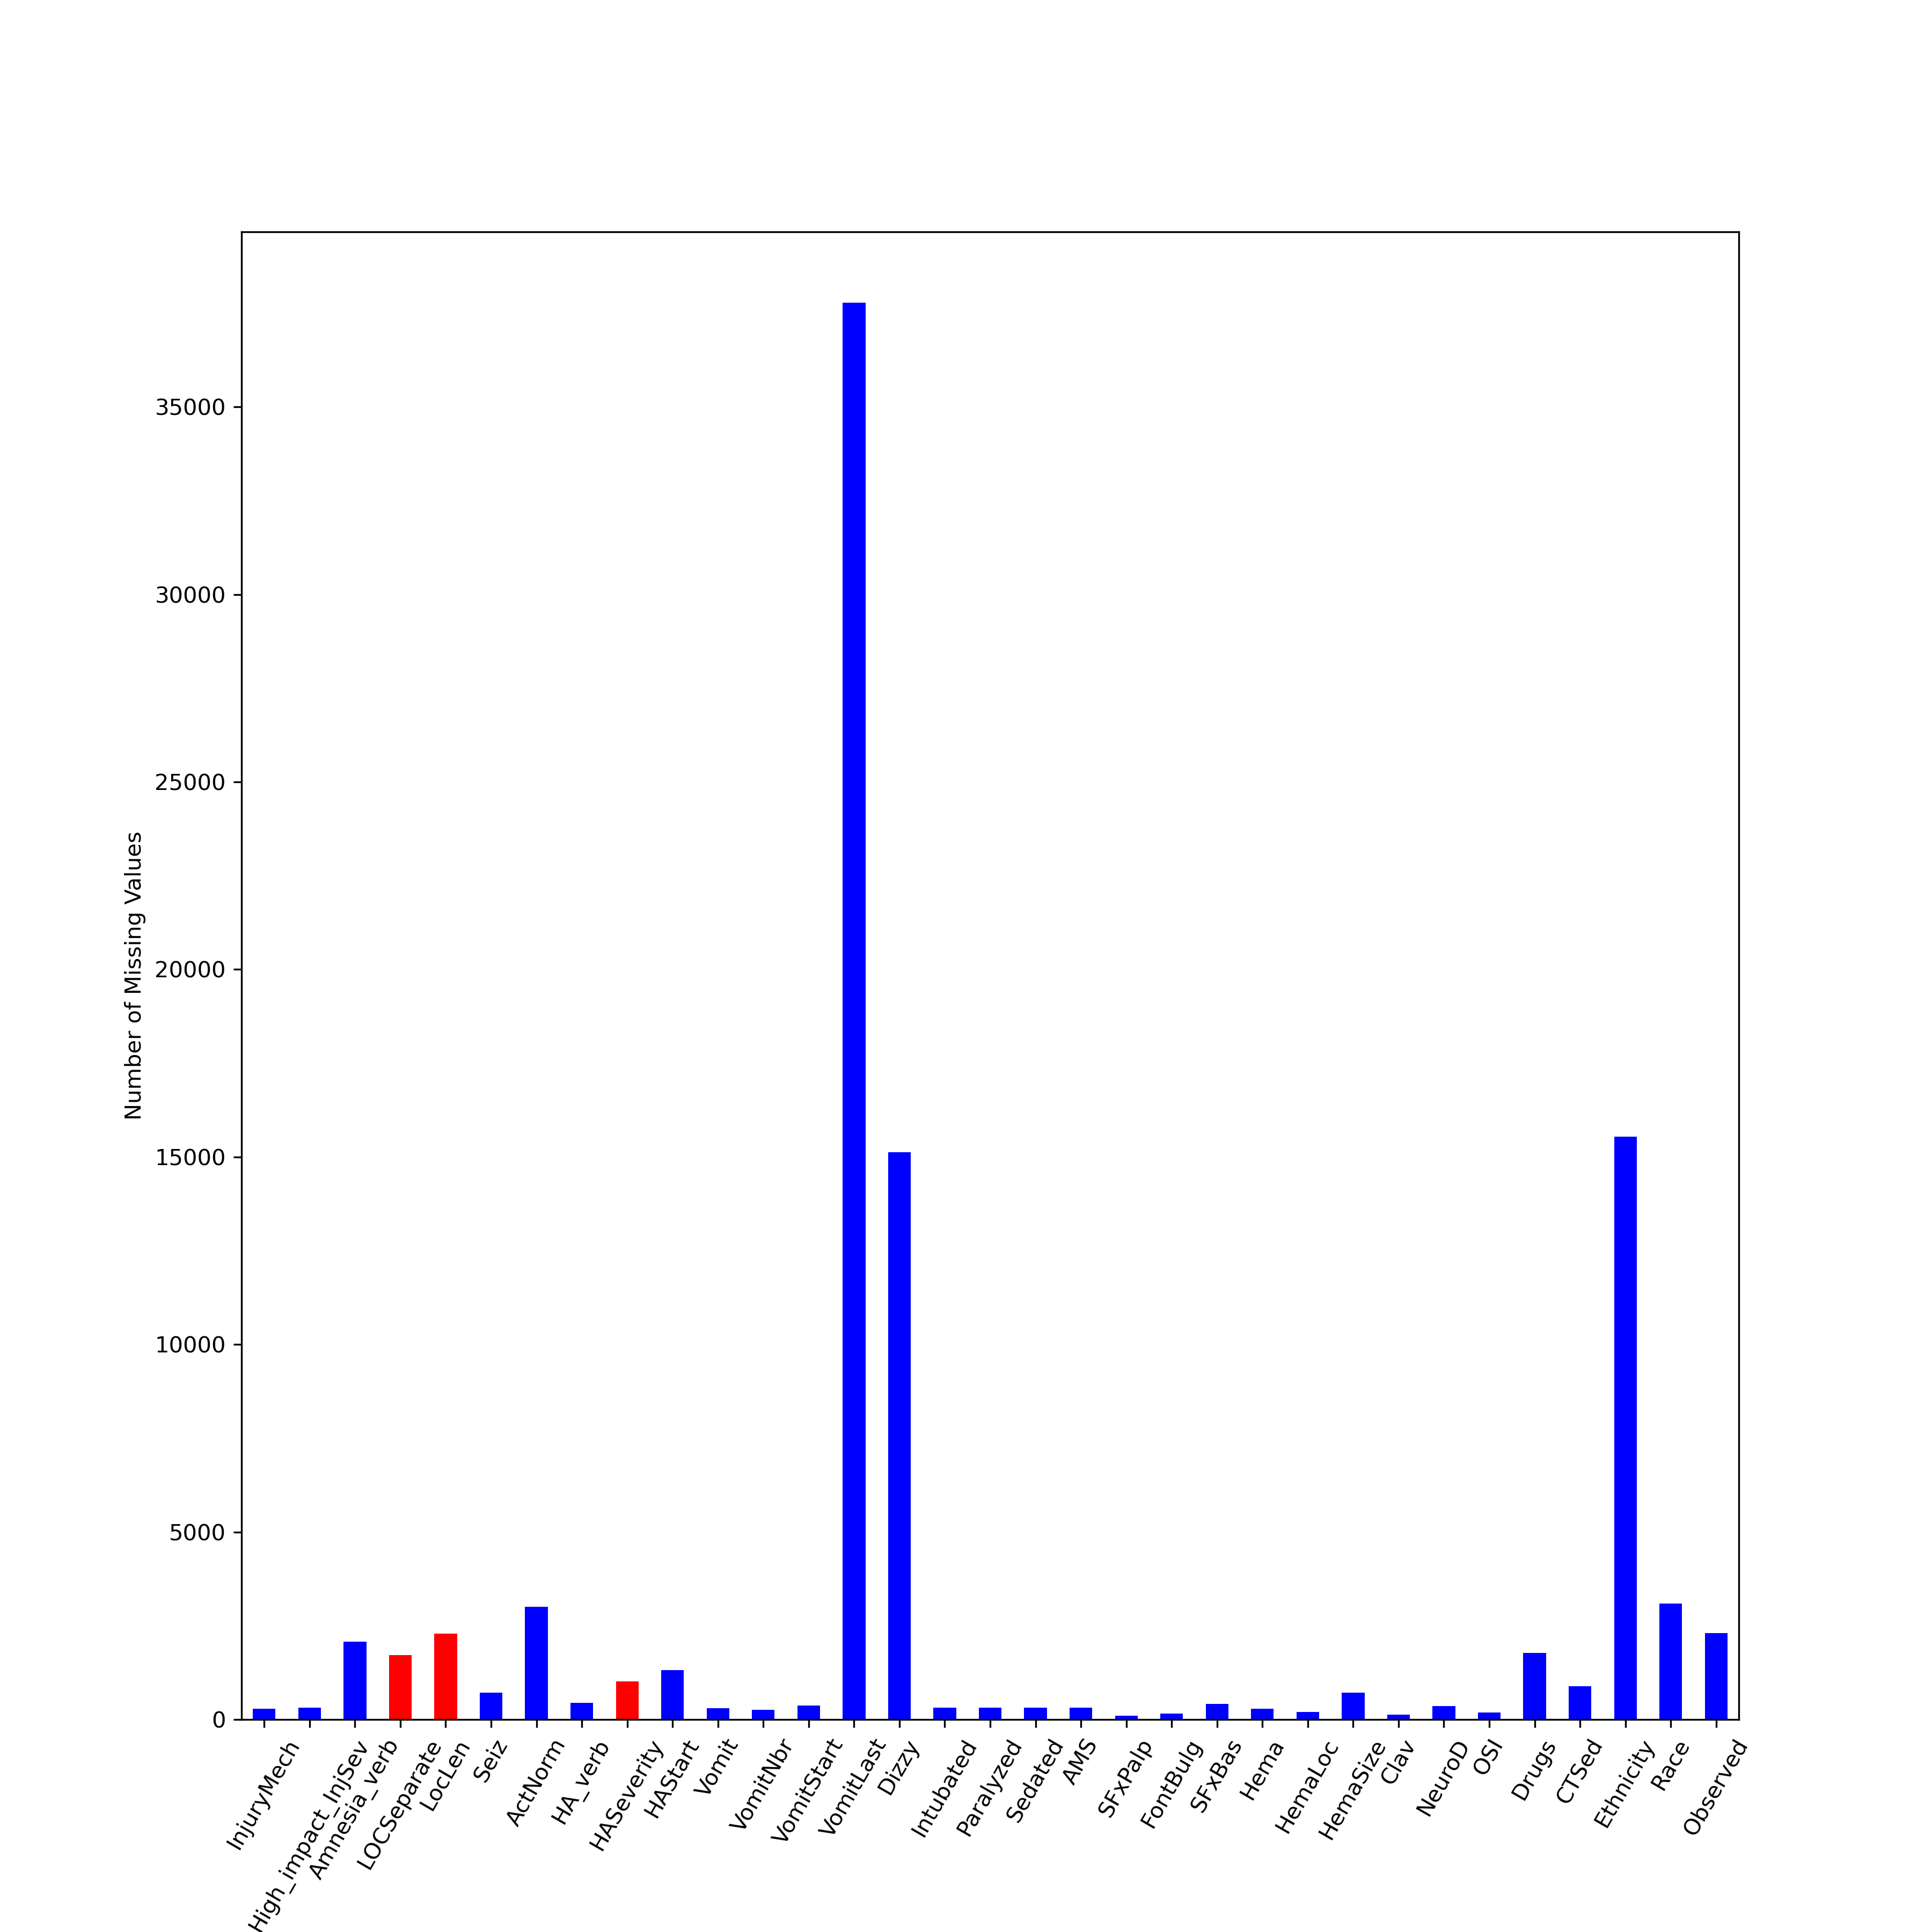 Number of Missing Values
35000
30000
25000
20000
15000
10000
5000
0
InjuryMech
High_impact_InjSev
Amnesia_verb
LOCSeparate
LocLen
Seiz
ActNorm
HA_verb
HASeverity
HAStart
Vomit
VomitNbr
VomitStart
VomitLast
Dizzy
Intubated
Paralyzed
Sedated
AMS
SFxPalp
FontBulg
SFxBas
Hema
HemaLoc
HemaSize
Clav
NeuroD
OSI
Drugs
CTSed
Ethnicity
Race
Observed